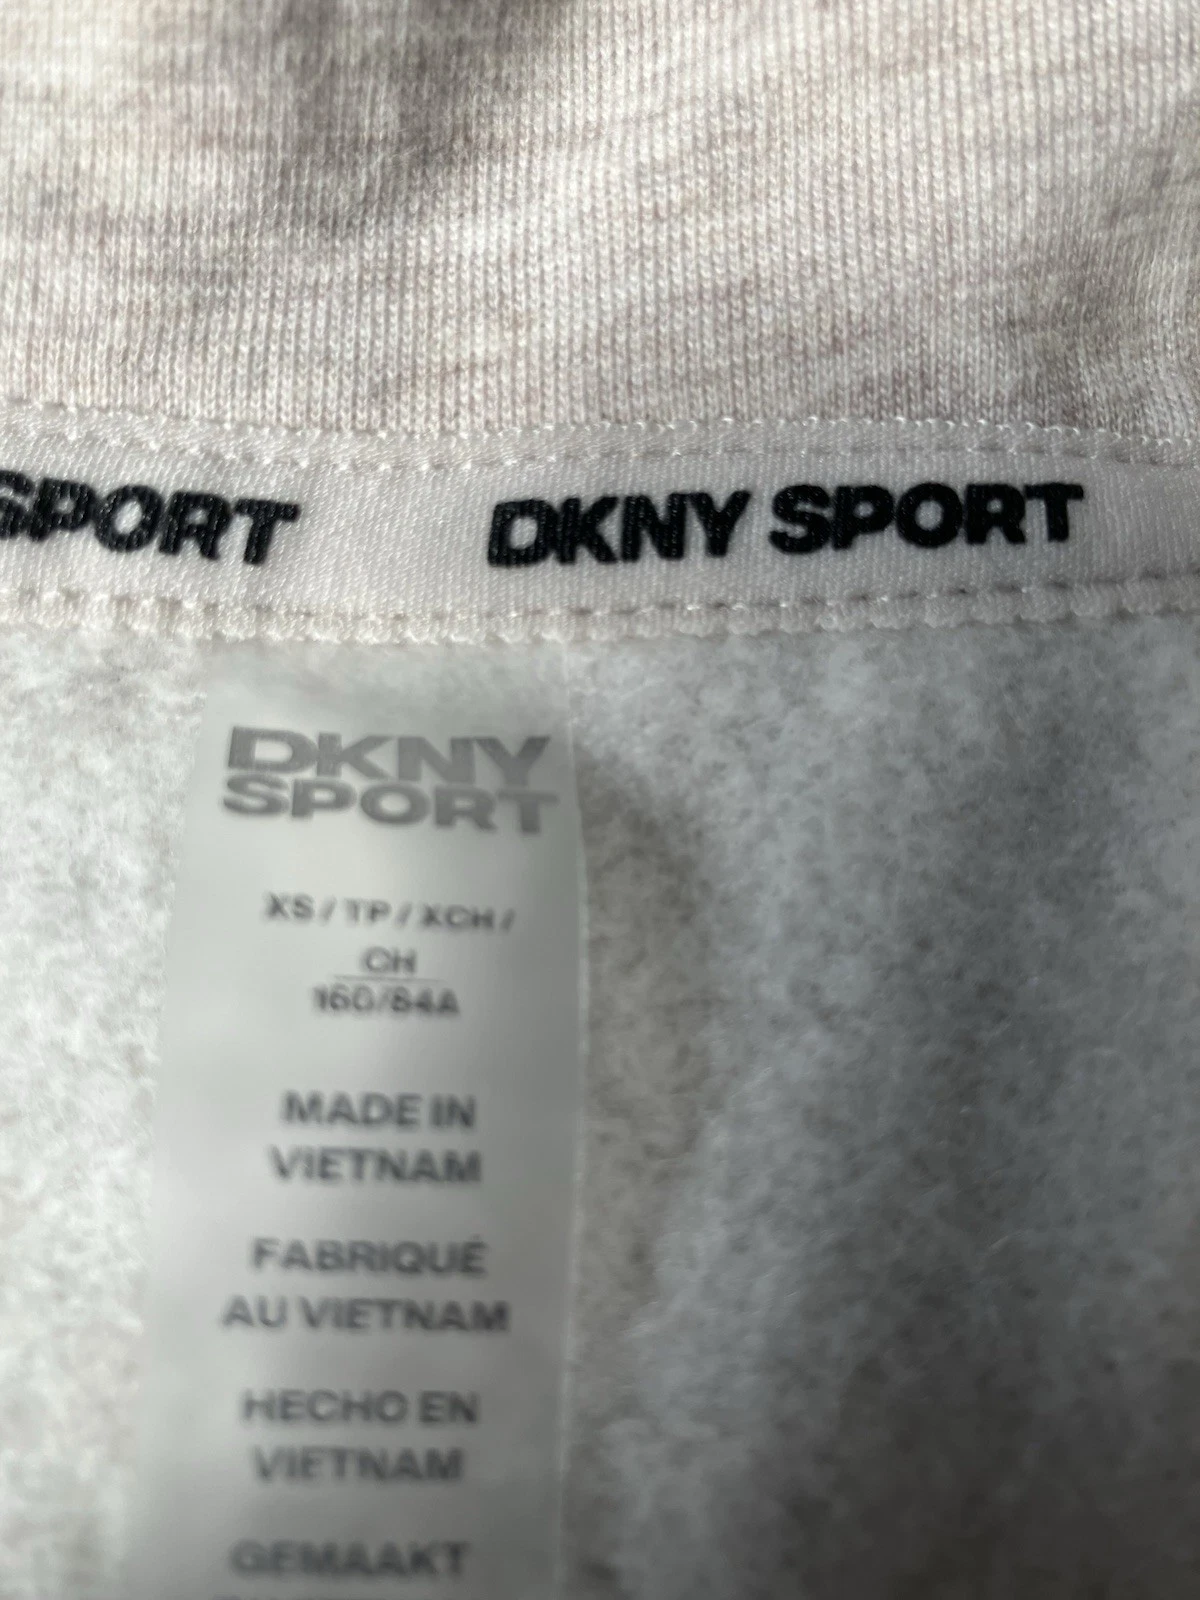 SPORT DKNY SPORT
DKNY
SPORT
XS / TP / XCH /
CH
160/84A
MADE IN
VIETNAM
FABRIQUÉ
AU VIETNAM
HECHO EN
VIETNAM
GEMAAKT